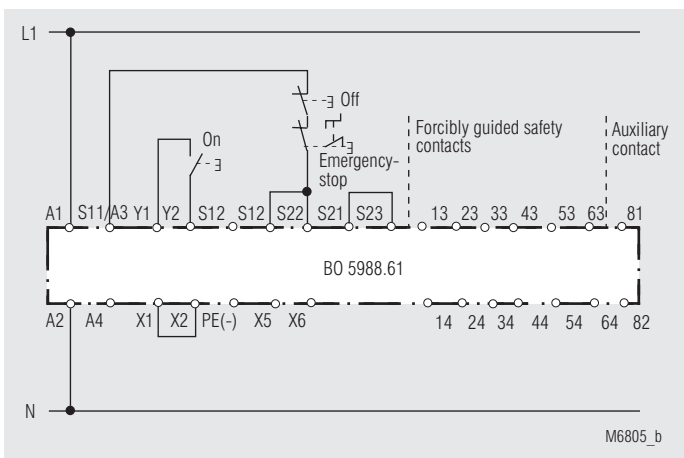 L1
Off
On
Forcibly guided safety
contacts
Auxiliary
contact
Emergency-
stop
A1 S11/A3 Y1 Y2 S12 S12 S22 S21 S23 13 23 33 43 53 63 81
BO 5988.61
A2 A4 X1 X2 PE(-) X5 X6 14 24 34 44 54 64 82
N
M6805_b